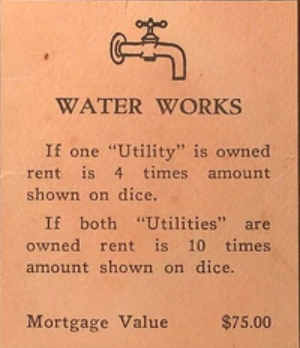 WATER WORKS
If one "Utility" is owned
rent is 4 times amount
shown on dice.
If both "Utilities" are
owned rent is 10 times
amount shown on dice.
Mortgage Value $75.00